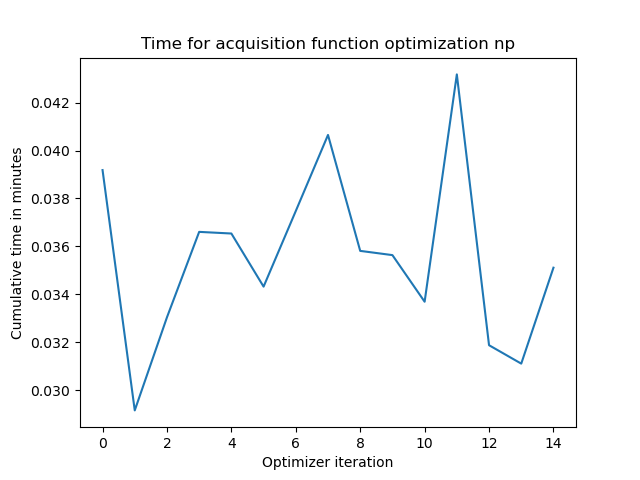 Time for acquisition function optimization np
Cumulative time in minutes
0.042
0.040
0.038
0.036
0.034
0.032
0.030
0 2 4 6 8 10 12 14
Optimizer iteration